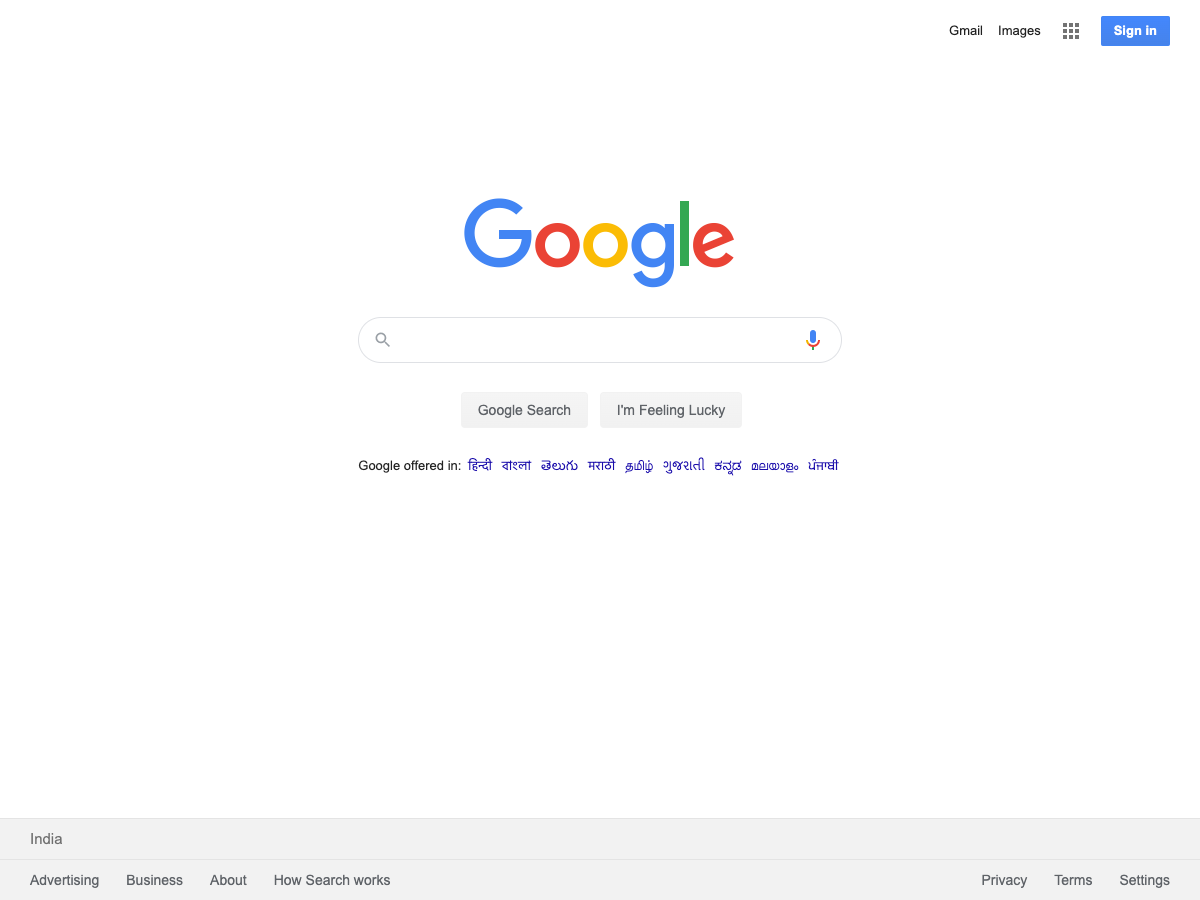 Gmail Images Sign in
Google
Google Search I'm Feeling Lucky
Google offered in: हिन्दी বাংলা తెలుగు मराठी தமிழ் ગુજરાતી ಕನ್ನಡ മലയാളം ਪੰਜਾਬੀ
India
Advertising Business About How Search works Privacy Terms Settings